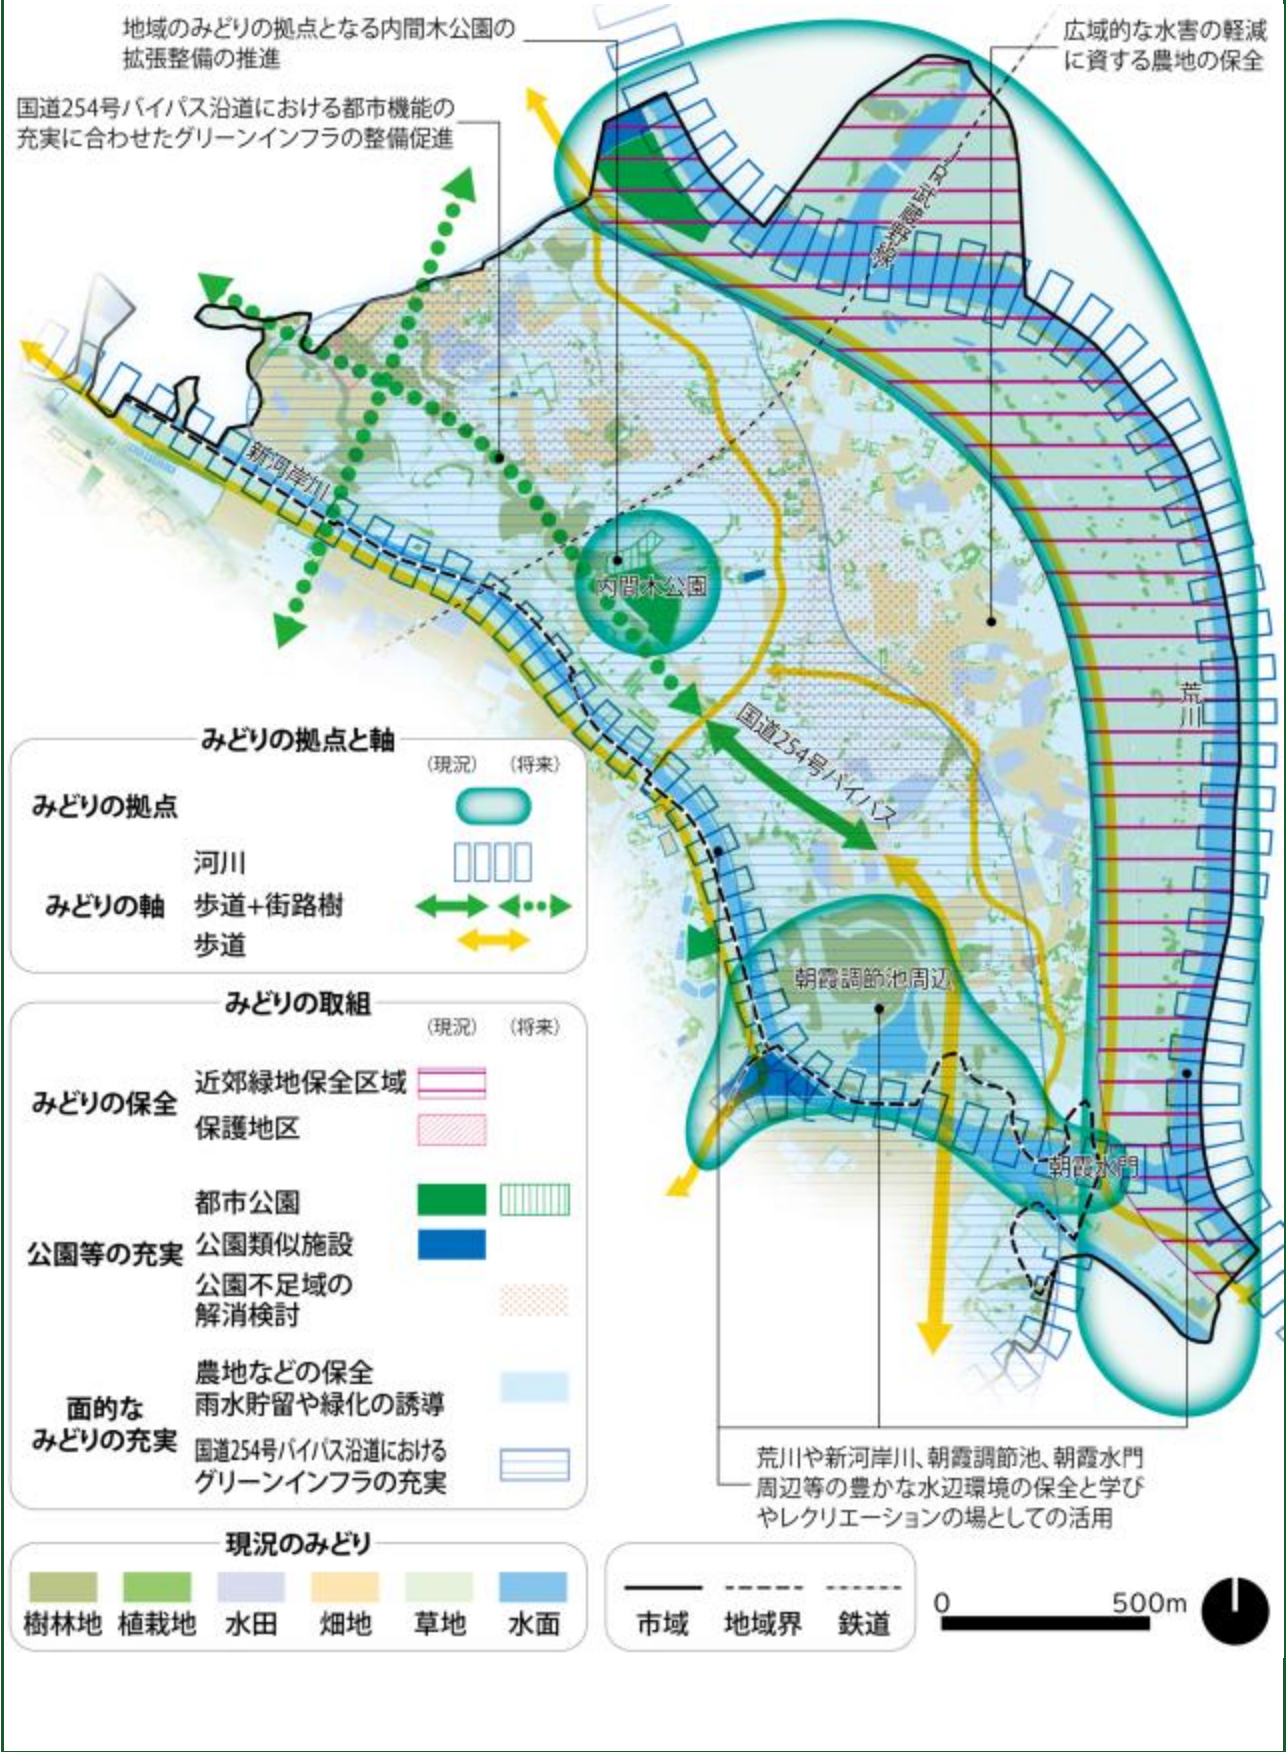 地域のみどりの拠点となる内間木公園の
拡張整備の推進
広域的な水害の軽減
に資する農地の保全
国道254号バイパス沿道における都市機能の
充実に合わせたグリーンインフラの整備促進
JR武蔵野線
新河岸川
内間木公園
荒川
国道254号バイパス
朝霞調節池周辺
朝霞水門
みどりの拠点と軸
(現況) (将来)
みどりの拠点
河川
みどりの軸 歩道+街路樹
歩道
みどりの取組
(現況) (将来)
みどりの保全
近郊緑地保全区域
保護地区
都市公園
公園等の充実 公園類似施設
公園不足域の
解消検討
農地などの保全
雨水貯留や緑化の誘導
面的な
みどりの充実
国道254号バイパス沿道における
グリーンインフラの充実
荒川や新河岸川、朝霞調節池、朝霞水門
周辺等の豊かな水辺環境の保全と学び
やレクリエーションの場としての活用
現況のみどり
樹林地 植栽地 水田 畑地 草地 水面
市域 地域界 鉄道
0 500m